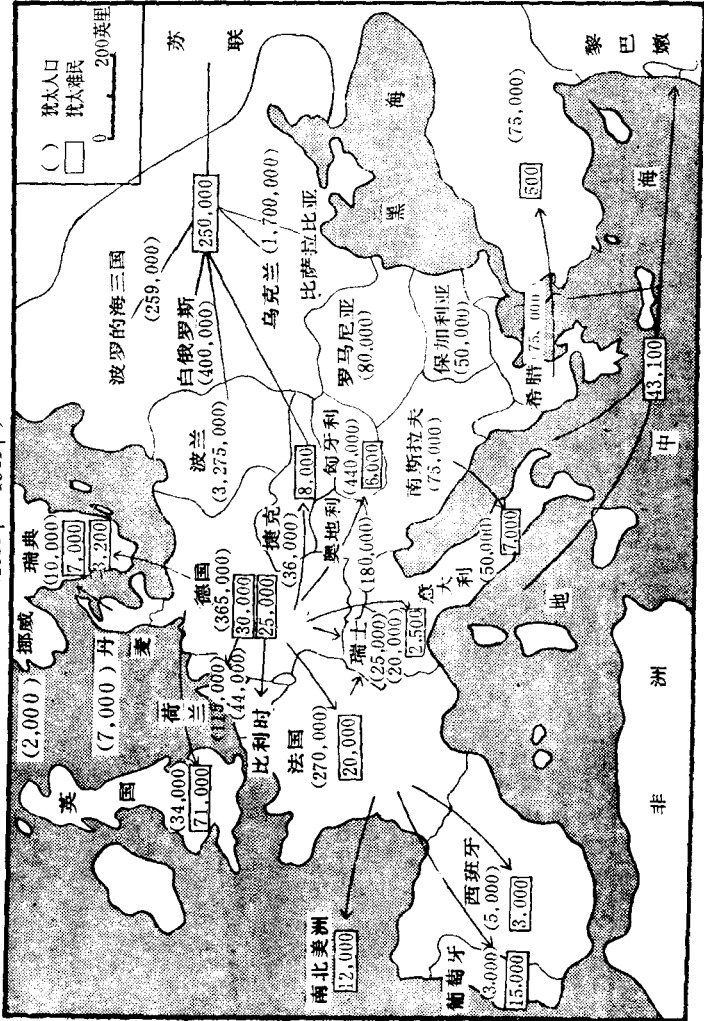 ( ) 犹太人口
犹太难民
0 200英里
苏联
波罗的海三国
(259,000)
250,000
白俄罗斯
(400,000)
乌克兰 (1,700,000)
比萨拉比亚
波兰
(3,275,000)
罗马尼亚
(80,000)
保加利亚
(50,000)
黑海
希腊 75,000
500
(75,000)
黎巴嫩
挪威
(2,000)
瑞典
(10,000)
7,000
3,200
丹麦
(7,000)
德国
(365,000)
30,000
25,000
捷克
(36,000)
8,000
奥地利
(180,000)
匈牙利
(440,000)
6,000
南斯拉夫
(75,000)
意大利
(50,000)
7,000
瑞士
(25,000)
(20,000)
2,500
英国
(34,000)
71,000
荷兰
比利时
(44,000)
法国
(270,000)
20,000
南北美洲
12,000
葡萄牙
(3,000)
15,000
西班牙
(5,000)
3,000
43,100
地中海
非洲